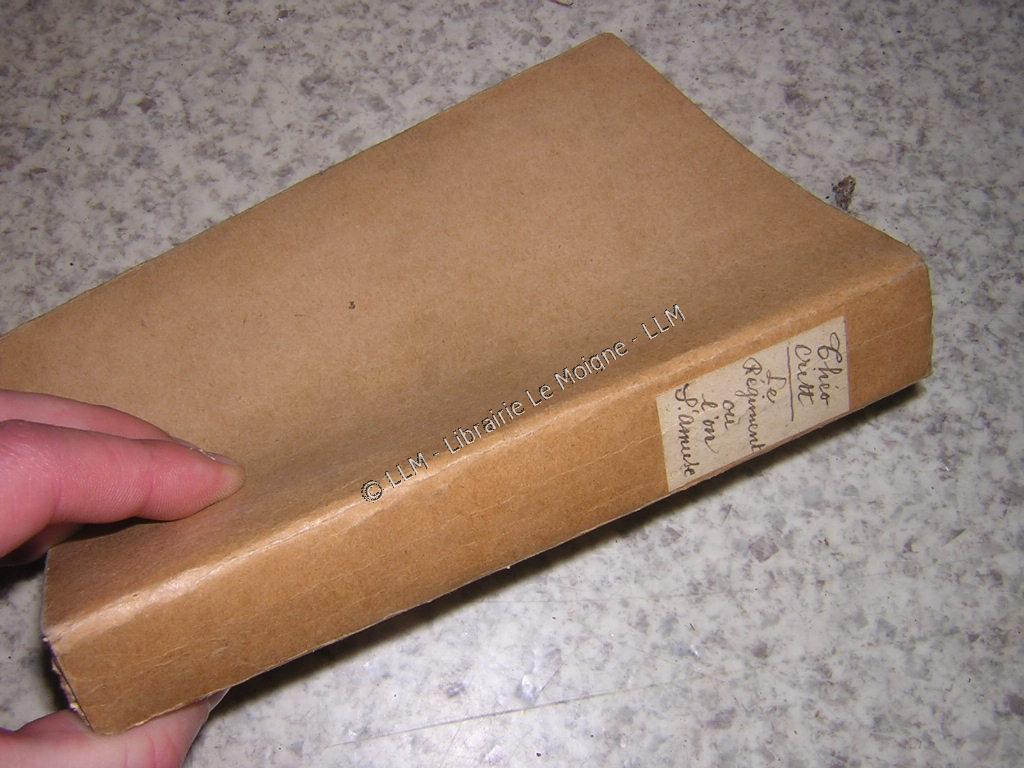 Théo
Critt
Le
Régiment
où
l'on
s'amuse
© LLM - Librairie Le Moigne - LLM